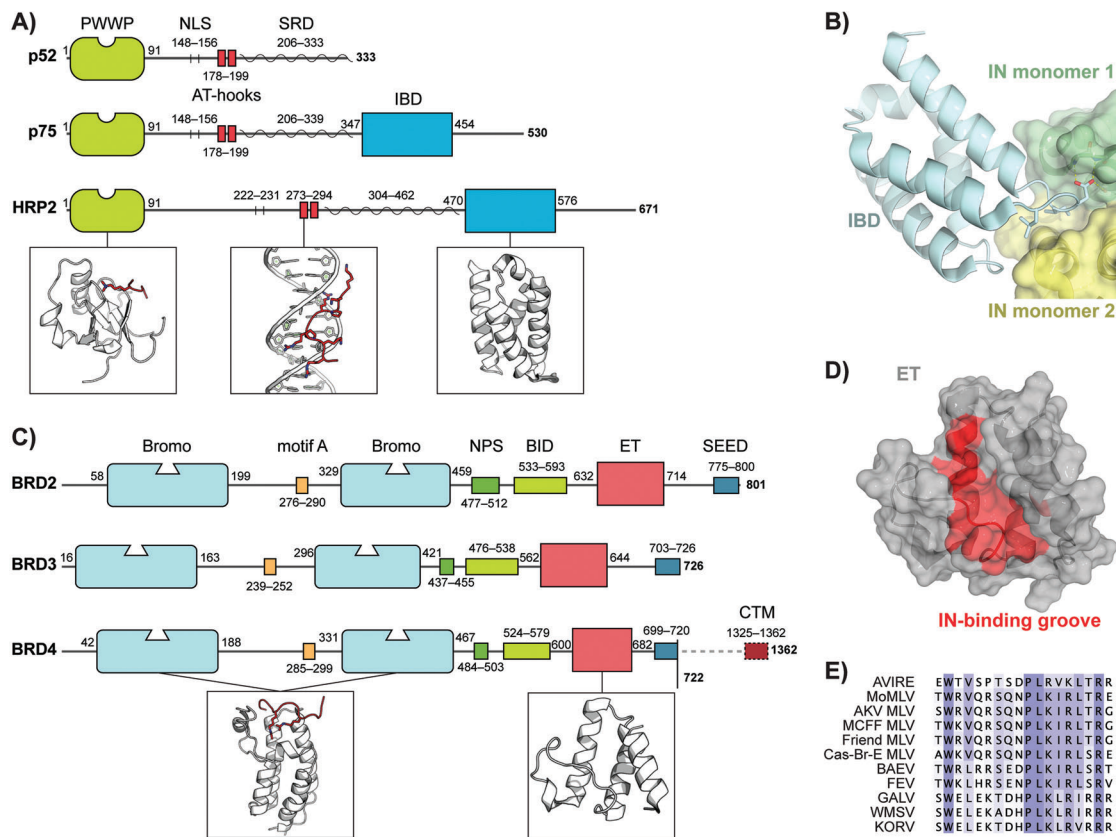 A)
PWWP NLS SRD
p52 1 91 148–156 178–199 206–333 333
AT-hooks IBD
p75 1 91 148–156 178–199 206–339 347 454 530
HRP2 1 91 222–231 273–294 304–462 470 576 671
B)
IN monomer 1
IBD
IN monomer 2
C)
Bromo motif A Bromo NPS BID ET SEED
BRD2 58 199 276–290 329 459 477–512 533–593 632 714 775–800 801
BRD3 16 163 239–252 296 421 437–455 476–538 562 644 703–726 726
CTM
BRD4 42 188 285–299 331 467 484–503 524–579 600 682 699–720 722 1325–1362 1362
D)
ET
IN-binding groove
E)
AVIRE EWTVSPTSDPLRVKLTRR
MoMLV TWRVQRSQNPLKIRLTRE
AKV MLV SWRVQRSQNPLKIRLTRG
MCFF MLV TWKVQRSQNPLKIRLTRG
Friend MLV TWRVQRSQNPLKIRLTRG
Cas-Br-E MLV AWKVQRSQNPLKIRLSRE
BAEV TWRLRRSEDPLKIRLSRT
FEV TWKLHRSENPLKIRLSRV
GALV SWELEKTDHPLKLRIRRR
WMSV SWELEKADHPLKLRIRRR
KORV SWELEKTDHPLKLRVRRR